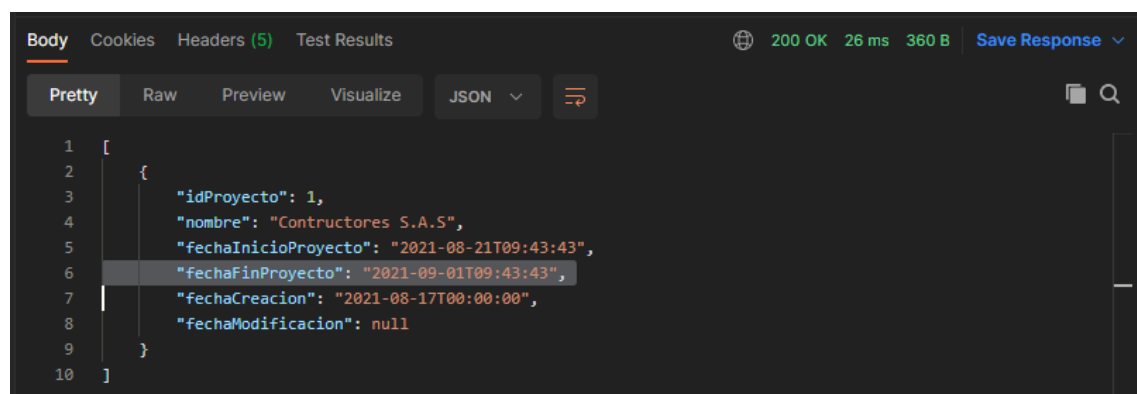 Body Cookies Headers (5) Test Results 200 OK 26 ms 360 B Save Response
Pretty Raw Preview Visualize JSON
1 [
2 {
3 "idProyecto": 1,
4 "nombre": "Contructores S.A.S",
5 "fechaInicioProyecto": "2021-08-21T09:43:43",
6 "fechaFinProyecto": "2021-09-01T09:43:43",
7 "fechaCreacion": "2021-08-17T00:00:00",
8 "fechaModificacion": null
9 }
10 ]